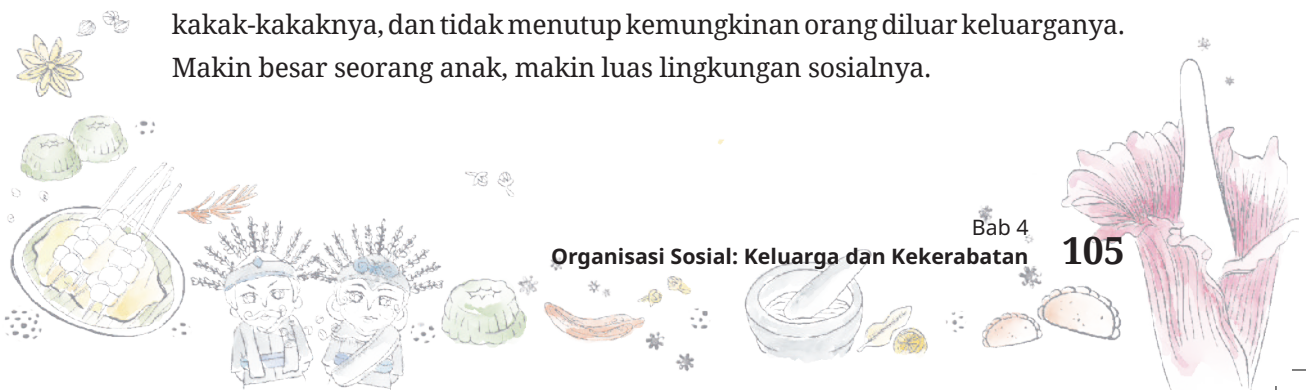 kakak-kakaknya, dan tidak menutup kemungkinan orang diluar keluarganya.
Makin besar seorang anak, makin luas lingkungan sosialnya.
Bab 4
Organisasi Sosial: Keluarga dan Kekerabatan
105